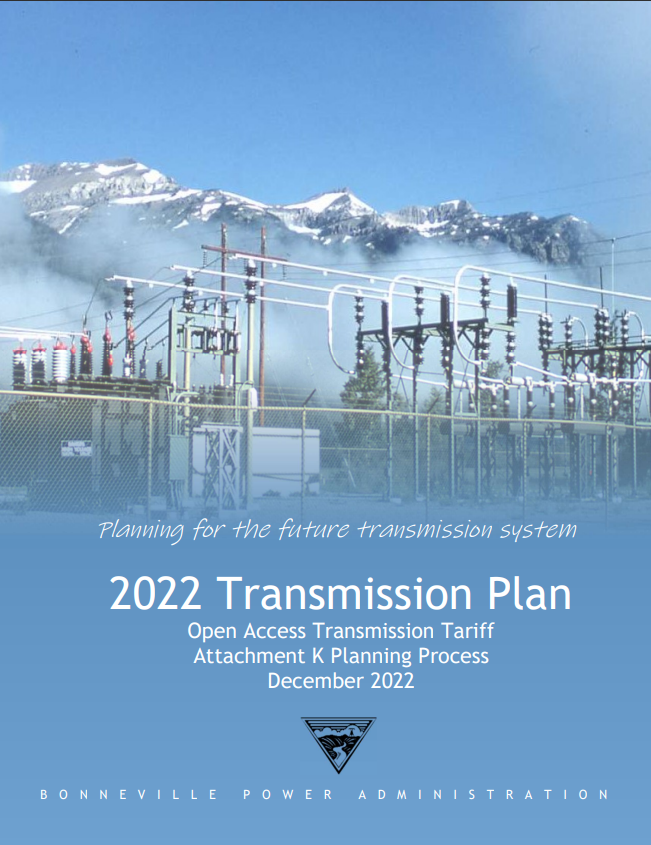 Planning for the future transmission system
2022 Transmission Plan
Open Access Transmission Tariff
Attachment K Planning Process
December 2022
BONNEVILLE POWER ADMINISTRATION